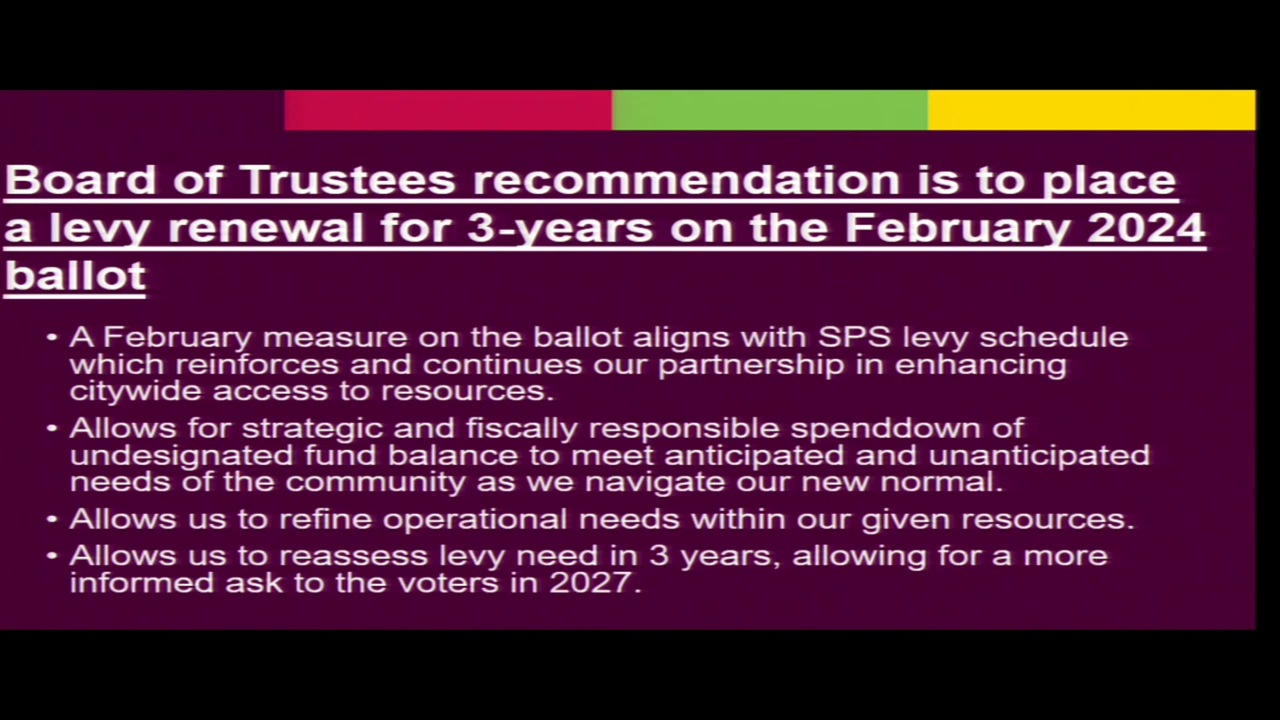 Board of Trustees recommendation is to place
a levy renewal for 3-years on the February 2024
ballot
• A February measure on the ballot aligns with SPS levy schedule
which reinforces and continues our partnership in enhancing
citywide access to resources.
• Allows for strategic and fiscally responsible spenddown of
undesignated fund balance to meet anticipated and unanticipated
needs of the community as we navigate our new normal.
• Allows us to refine operational needs within our given resources.
• Allows us to reassess levy need in 3 years, allowing for a more
informed ask to the voters in 2027.